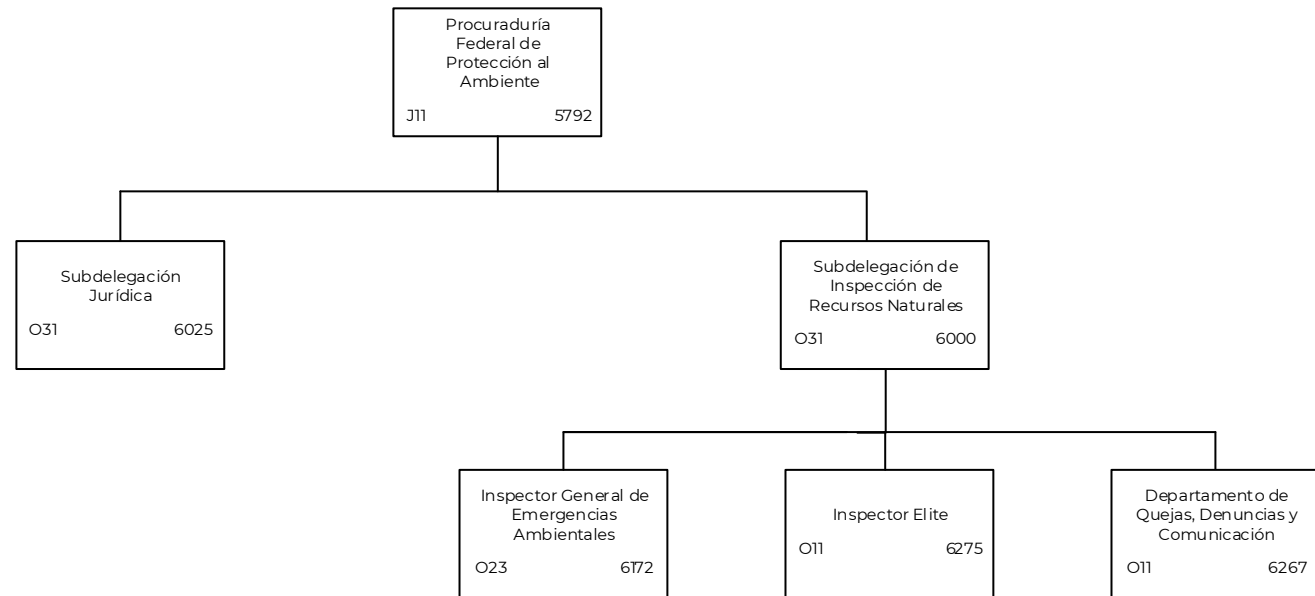 Procuraduría
Federal de
Protección al
Ambiente
J11 5792
Subdelegación
Jurídica
O31 6025
Subdelegación de
Inspección de
Recursos Naturales
O31 6000
Inspector General de
Emergencias
Ambientales
O23 6172
Inspector Elite
O11 6275
Departamento de
Quejas, Denuncias y
Comunicación
O11 6267